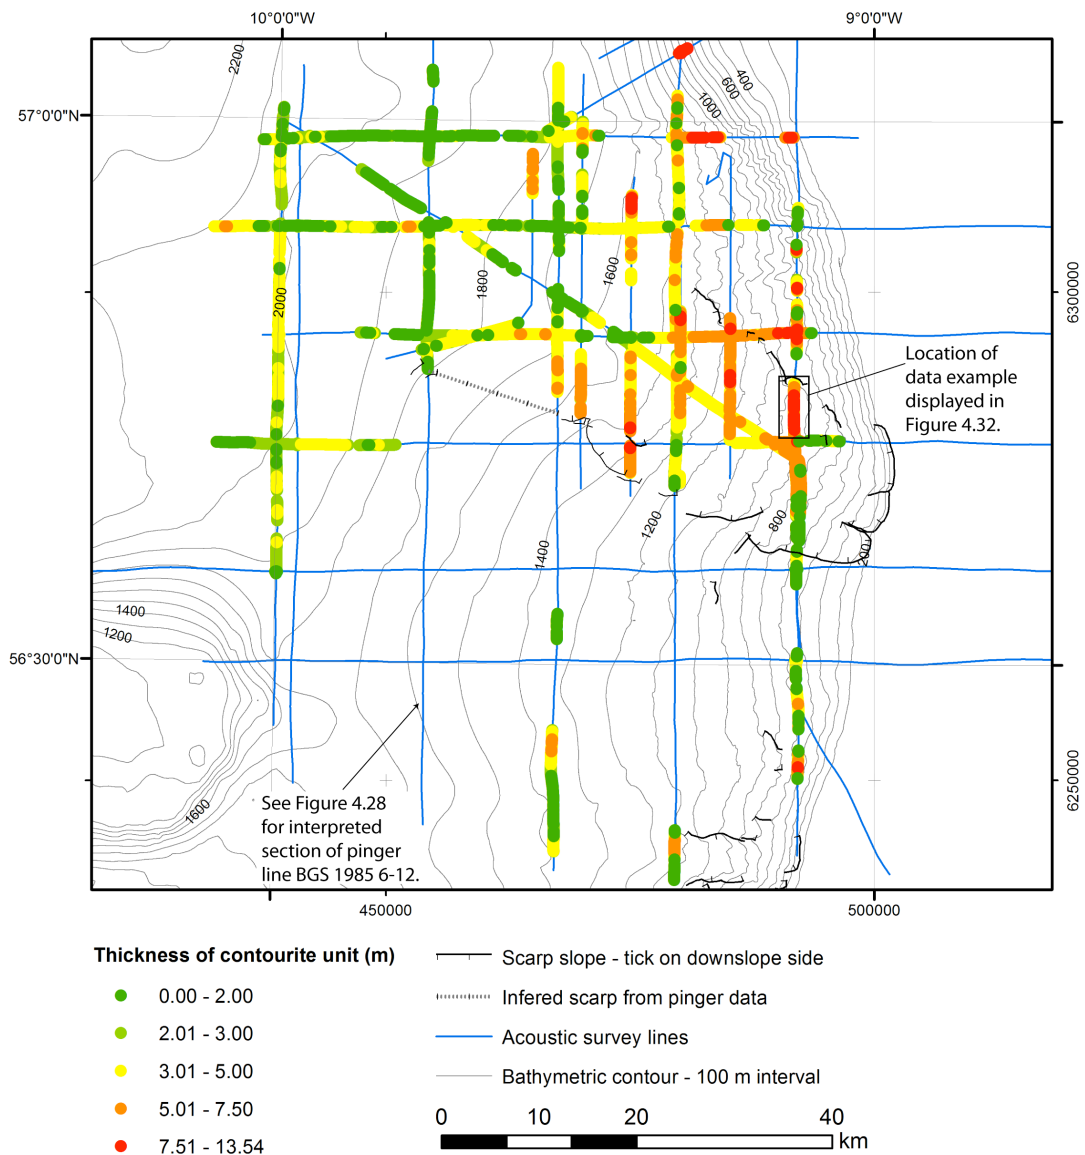 10°0'0"W
9°0'0"W
2200
400
600
1000
57°0'0"N
1600
1800
2000
6300000
Location of
data example
displayed in
Figure 4.32.
1200
800
1400
200
1400
1200
56°30'0"N
6250000
1600
See Figure 4.28
for interpreted
section of pinger
line BGS 1985 6-12.
450000
500000
Thickness of contourite unit (m)
0.00 - 2.00
2.01 - 3.00
3.01 - 5.00
5.01 - 7.50
7.51 - 13.54
Scarp slope - tick on downslope side
Infered scarp from pinger data
Acoustic survey lines
Bathymetric contour - 100 m interval
0 10 20 40
km